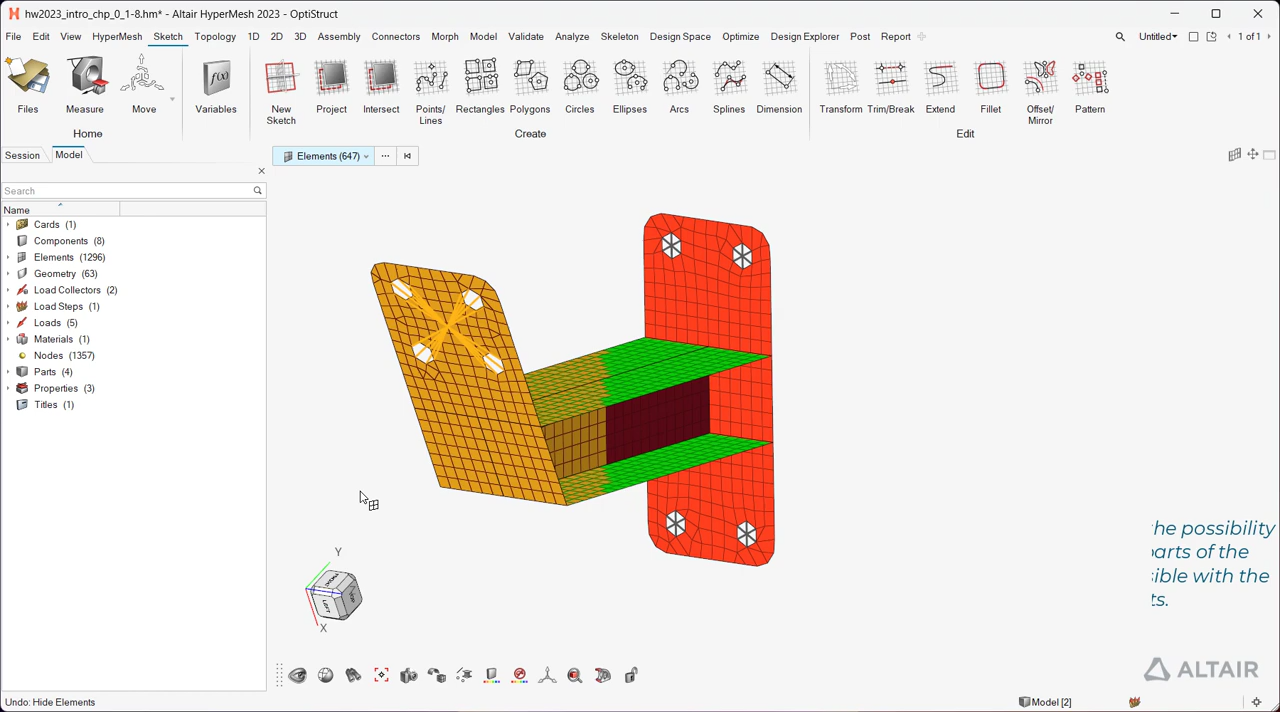 hw2023_intro_chp_0_1-8.hm* - Altair HyperMesh 2023 - OptiStruct
File Edit View HyperMesh Sketch Topology 1D 2D 3D Assembly Connectors Morph Model Validate Analyze Skeleton Design Space Optimize Design Explorer Post Report Untitled 1 of 1
f(x)
Files Measure Move Variables New Sketch Project Intersect Points/Lines Rectangles Polygons Circles Ellipses Arcs Splines Dimension Transform Trim/Break Extend Fillet Offset/Mirror Pattern
Home Create Edit
Session Model
Elements (647)
Search
Name
Cards (1)
Components (8)
Elements (1296)
Geometry (63)
Load Collectors (2)
Load Steps (1)
Loads (5)
Materials (1)
Nodes (1357)
Parts (4)
Properties (3)
Titles (1)
the possibility
parts of the
ible with the
ts.
Y
LEFT
X
ALTAIR
Undo: Hide Elements
Model [2]